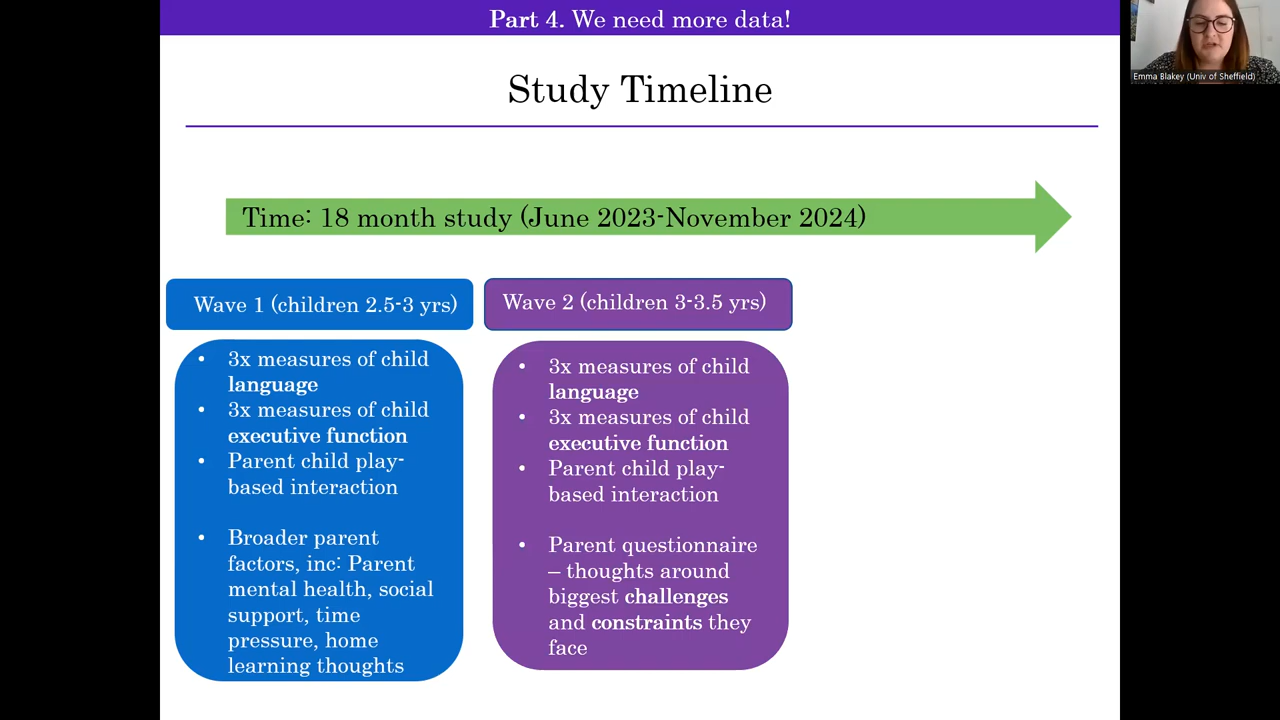 Part 4. We need more data!
Emma Blakey (Univ of Sheffield)
Study Timeline
Time: 18 month study (June 2023-November 2024)
Wave 1 (children 2.5-3 yrs)
• 3x measures of child
language
• 3x measures of child
executive function
• Parent child play-
based interaction
• Broader parent
factors, inc: Parent
mental health, social
support, time
pressure, home
learning thoughts
Wave 2 (children 3-3.5 yrs)
• 3x measures of child
language
• 3x measures of child
executive function
• Parent child play-
based interaction
• Parent questionnaire
– thoughts around
biggest challenges
and constraints they
face